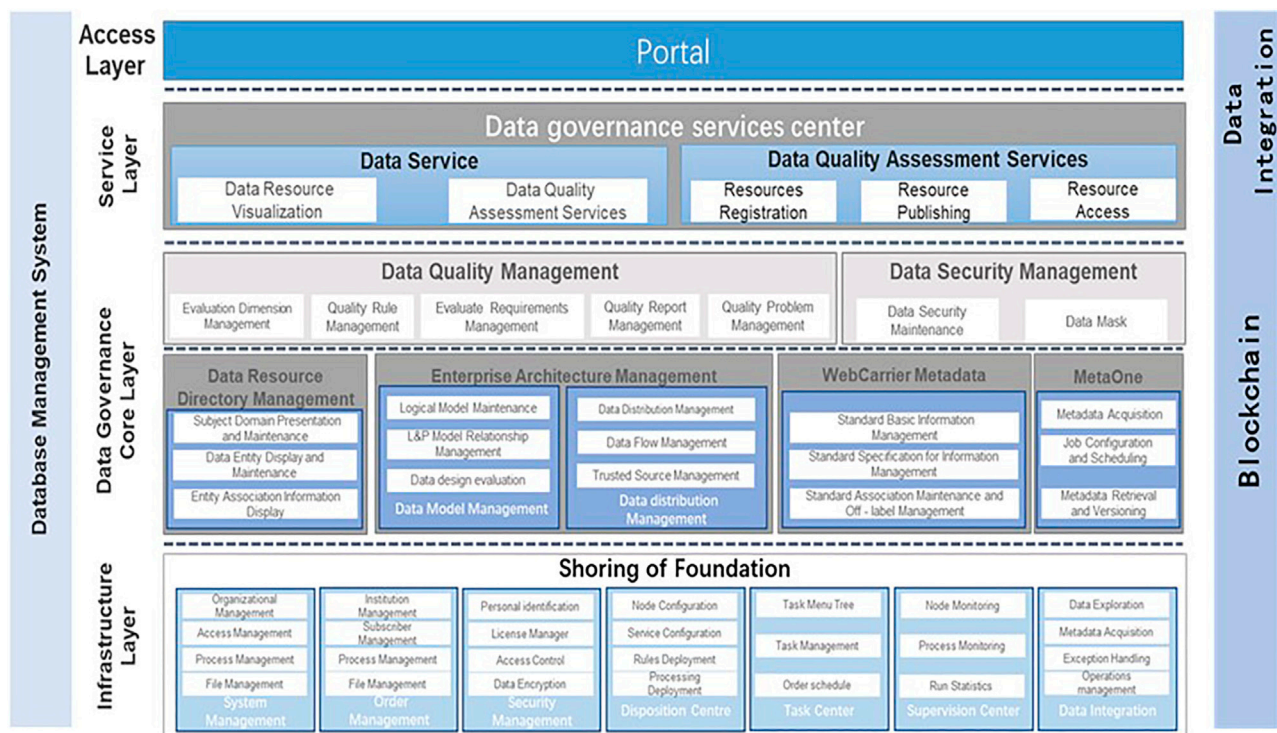 Database Management System
Access
Layer
Portal
Service
Layer
Data governance services center
Data Service
Data Resource
Visualization
Data Quality
Assessment Services
Data Quality Assessment Services
Resources
Registration
Resource
Publishing
Resource
Access
Data Governance
Core Layer
Data Quality Management
Evaluation Dimension
Management
Quality Rule
Management
Evaluate Requirements
Management
Quality Report
Management
Quality Problem
Management
Data Security Management
Data Security
Maintenance
Data Mask
Data Resource
Directory Management
Subject Domain Presentation
and Maintenance
Data Entity Display and
Maintenance
Entity Association Information
Display
Enterprise Architecture Management
Logical Model Maintenance
L&P Model Relationship
Management
Data design evaluation
Data Model Management
Data Distribution Management
Data Flow Management
Trusted Source Management
Data distribution
Management
WebCarrier Metadata
Standard Basic Information
Management
Standard Specification for Information
Management
Standard Association Maintenance and
Off - label Management
MetaOne
Metadata Acquisition
Job Configuration
and Scheduling
Metadata Retrieval
and Versioning
Infrastructure
Layer
Shoring of Foundation
Organizational
Management
Access Management
Process Management
File Management
System
Management
Institution
Management
Subscriber
Management
Process Management
File Management
Order
Management
Personal identification
License Manager
Access Control
Data Encryption
Security
Management
Node Configuration
Service Configuration
Rules Deployment
Processing
Deployment
Disposition Centre
Task Menu Tree
Task Management
Order schedule
Task Center
Node Monitoring
Process Monitoring
Run Statistics
Supervision Center
Data Exploration
Metadata Acquisition
Exception Handling
Operations
management
Data Integration
Data
Integration
Blockchain